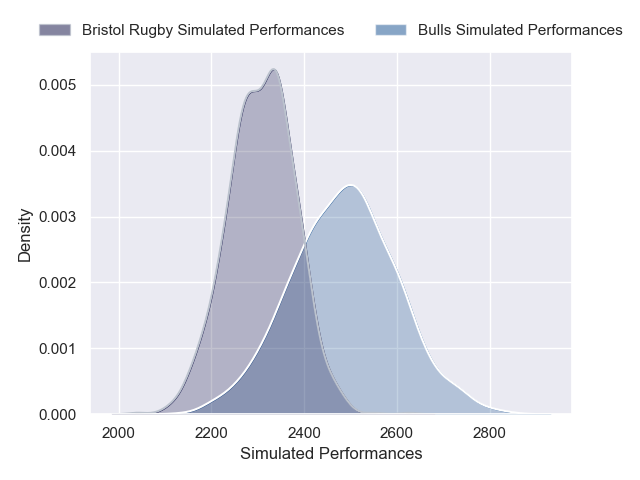 Bristol Rugby Simulated Performances Bulls Simulated Performances
0.005
0.004
0.003
0.002
0.001
0.000
Density
2000 2200 2400 2600 2800
Simulated Performances